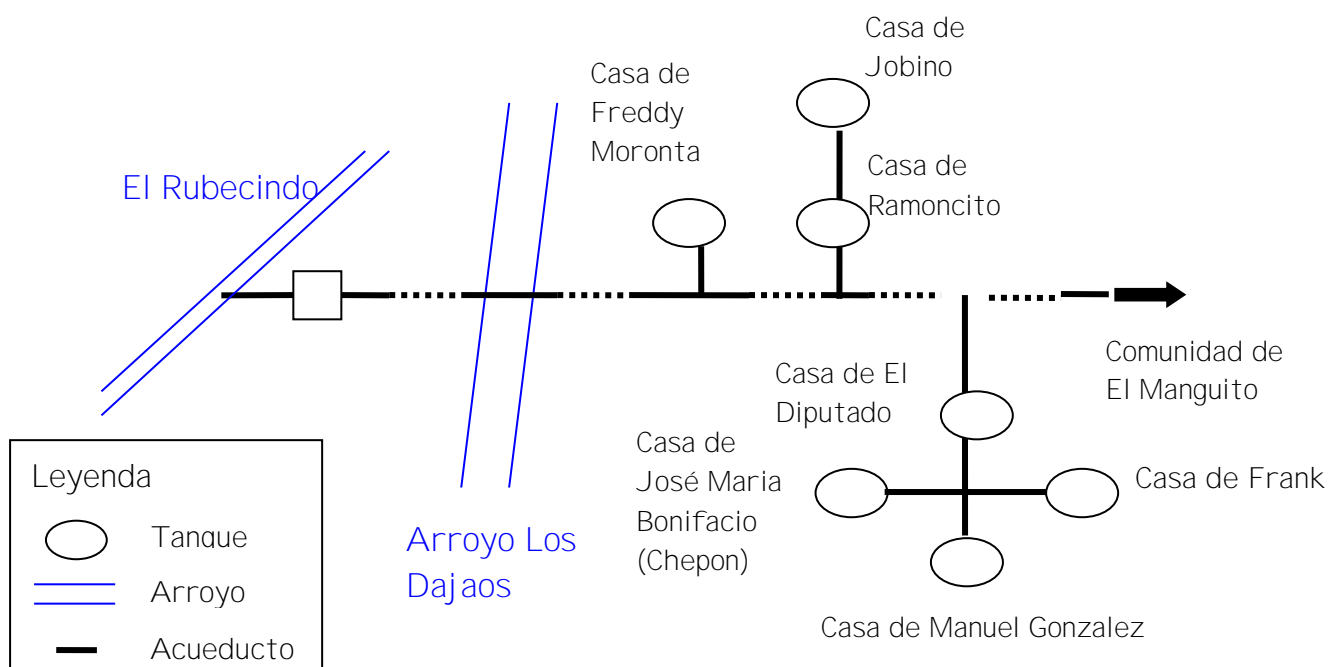 Casa de
Jobino
Casa de
Freddy
Moronta
Casa de
Ramoncito
El Rubecindo
Comunidad de
El Manguito
Casa de El
Diputado
Casa de
José Maria
Bonifacio
(Chepon)
Casa de Frank
Leyenda
Tanque
Arroyo
Acueducto
Arroyo Los
Dajaos
Casa de Manuel Gonzalez